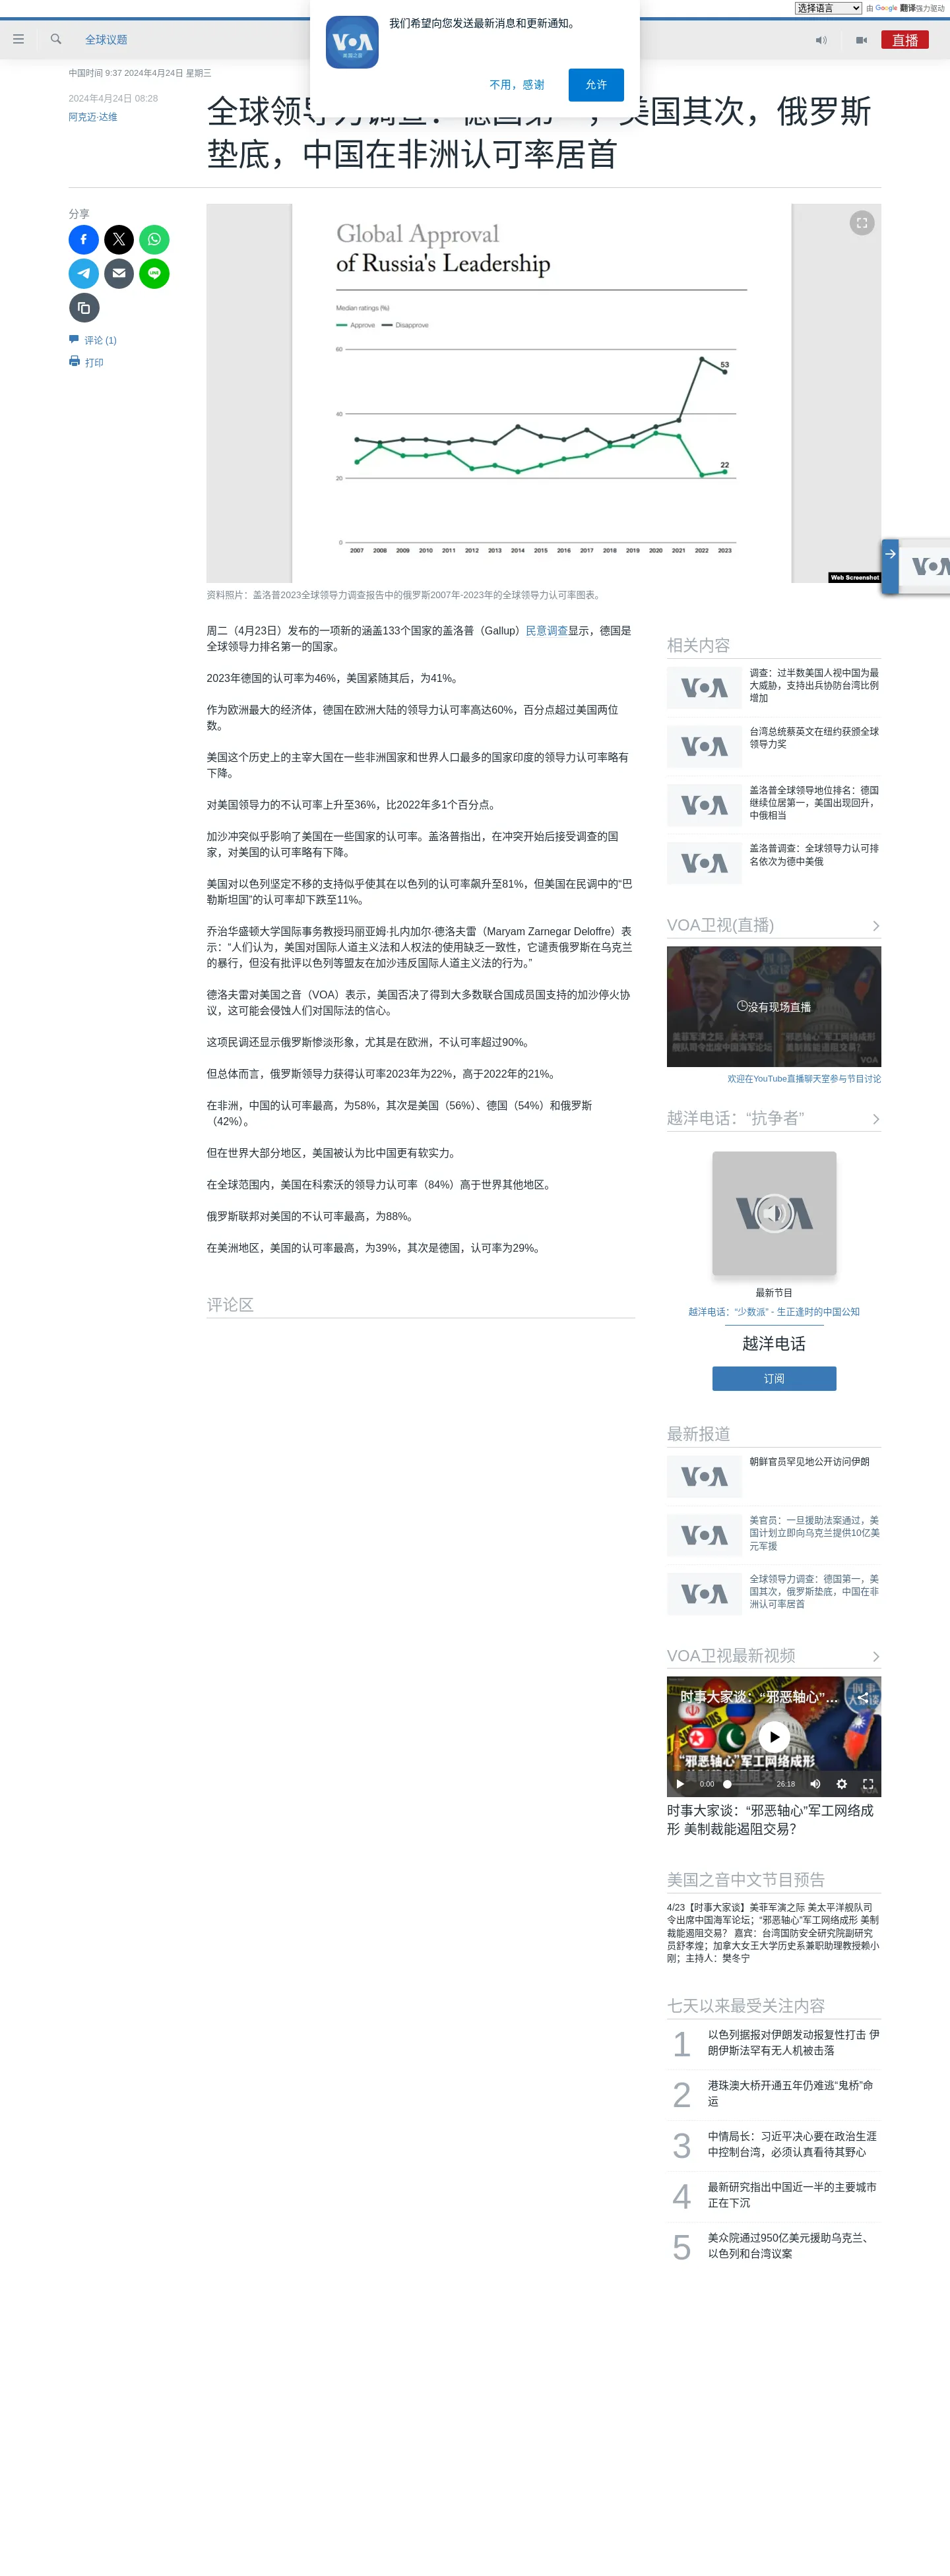 选择语言
由 Google 翻译强力驱动
我们希望向您发送最新消息和更新通知。
VOA
美国之音
不用，感谢
允许
全球议题
直播
中国时间 9:37 2024年4月24日 星期三
2024年4月24日 08:28
阿克迈·达维
全球领导力调查：德国第一，美国其次，俄罗斯
垫底，中国在非洲认可率居首
分享
评论 (1)
打印
Global Approval
of Russia's Leadership
Median ratings (%)
Approve
Disapprove
60
53
40
22
20
0
2007 2008 2009 2010 2011 2012 2013 2014 2015 2016 2017 2018 2019 2020 2021 2022 2023
Web Screenshot
资料照片：盖洛普2023全球领导力调查报告中的俄罗斯2007年-2023年的全球领导力认可率图表。
周二（4月23日）发布的一项新的涵盖133个国家的盖洛普（Gallup）民意调查显示，德国是
全球领导力排名第一的国家。
2023年德国的认可率为46%，美国紧随其后，为41%。
作为欧洲最大的经济体，德国在欧洲大陆的领导力认可率高达60%，百分点超过美国两位
数。
美国这个历史上的主宰大国在一些非洲国家和世界人口最多的国家印度的领导力认可率略有
下降。
对美国领导力的不认可率上升至36%，比2022年多1个百分点。
加沙冲突似乎影响了美国在一些国家的认可率。盖洛普指出，在冲突开始后接受调查的国
家，对美国的认可率略有下降。
美国对以色列坚定不移的支持似乎使其在以色列的认可率飙升至81%，但美国在民调中的“巴
勒斯坦国”的认可率却下跌至11%。
乔治华盛顿大学国际事务教授玛丽亚姆·扎内加尔·德洛夫雷（Maryam Zarnegar Deloffre）表
示：“人们认为，美国对国际人道主义法和人权法的使用缺乏一致性，它谴责俄罗斯在乌克兰
的暴行，但没有批评以色列等盟友在加沙违反国际人道主义法的行为。”
德洛夫雷对美国之音（VOA）表示，美国否决了得到大多数联合国成员国支持的加沙停火协
议，这可能会侵蚀人们对国际法的信心。
这项民调还显示俄罗斯惨淡形象，尤其是在欧洲，不认可率超过90%。
但总体而言，俄罗斯领导力获得认可率2023年为22%，高于2022年的21%。
在非洲，中国的认可率最高，为58%，其次是美国（56%）、德国（54%）和俄罗斯
（42%）。
但在世界大部分地区，美国被认为比中国更有软实力。
在全球范围内，美国在科索沃的领导力认可率（84%）高于世界其他地区。
俄罗斯联邦对美国的不认可率最高，为88%。
在美洲地区，美国的认可率最高，为39%，其次是德国，认可率为29%。
评论区
相关内容
VOA
调查：过半数美国人视中国为最
大威胁，支持出兵协防台湾比例
增加
VOA
台湾总统蔡英文在纽约获颁全球
领导力奖
VOA
盖洛普全球领导地位排名：德国
继续位居第一，美国出现回升，
中俄相当
VOA
盖洛普调查：全球领导力认可排
名依次为德中美俄
VOA卫视(直播)
没有现场直播
VOA
欢迎在YouTube直播聊天室参与节目讨论
越洋电话：“抗争者”
VOA
最新节目
越洋电话：“少数派” - 生正逢时的中国公知
越洋电话
订阅
最新报道
VOA
朝鲜官员罕见地公开访问伊朗
VOA
美官员：一旦援助法案通过，美
国计划立即向乌克兰提供10亿美
元军援
VOA
全球领导力调查：德国第一，美
国其次，俄罗斯垫底，中国在非
洲认可率居首
VOA卫视最新视频
时事大家谈：“邪恶轴心”...
“邪恶轴心”军工网络成形
0:00
26:18
时事大家谈：“邪恶轴心”军工网络成
形 美制裁能遏阻交易？
美国之音中文节目预告
4/23【时事大家谈】美菲军演之际 美太平洋舰队司
令出席中国海军论坛；“邪恶轴心”军工网络成形 美制
裁能遏阻交易？ 嘉宾：台湾国防安全研究院副研究
员舒孝煌；加拿大女王大学历史系兼职助理教授赖小
刚；主持人：樊冬宁
七天以来最受关注内容
1
以色列据报对伊朗发动报复性打击 伊
朗伊斯法罕有无人机被击落
2
港珠澳大桥开通五年仍难逃“鬼桥”命
运
3
中情局长：习近平决心要在政治生涯
中控制台湾，必须认真看待其野心
4
最新研究指出中国近一半的主要城市
正在下沉
5
美众院通过950亿美元援助乌克兰、
以色列和台湾议案